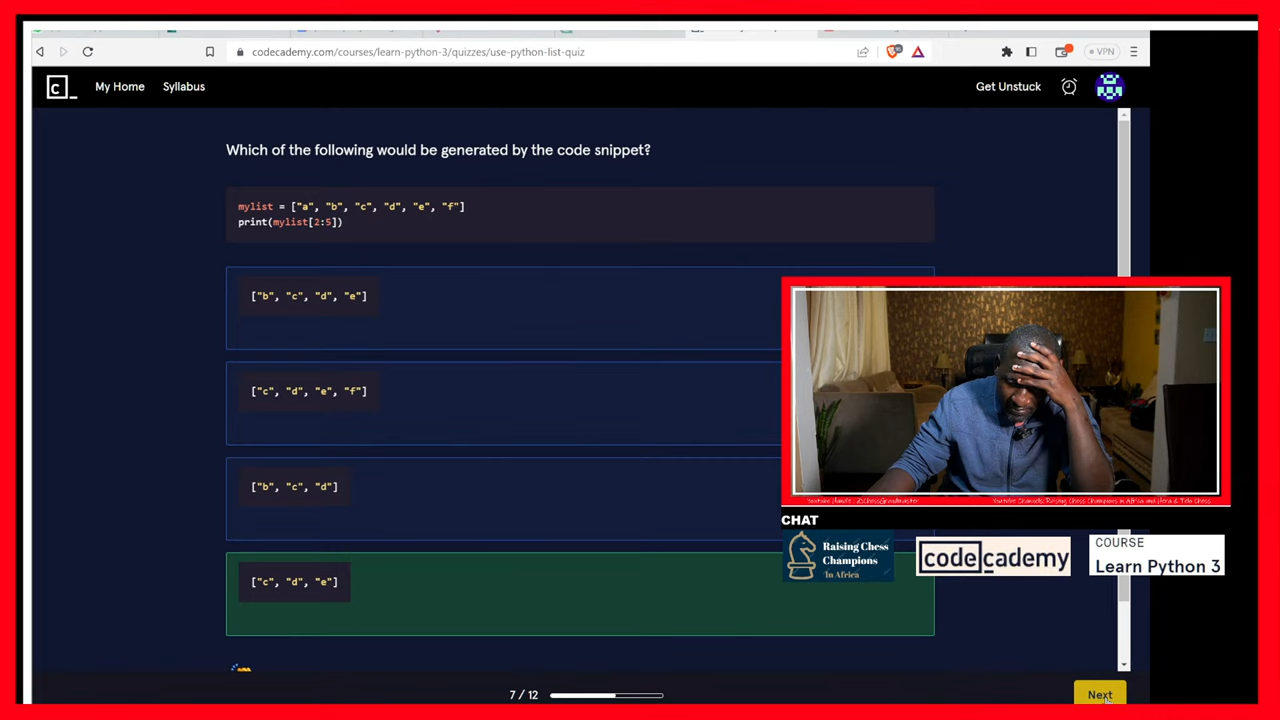 codecademy.com/courses/learn-python-3/quizzes/use-python-list-quiz
VPN
C_
My Home
Syllabus
Get Unstuck
Which of the following would be generated by the code snippet?
mylist = ["a", "b", "c", "d", "e", "f"]
print(mylist[2:5])
["b", "c", "d", "e"]
["c", "d", "e", "f"]
["b", "c", "d"]
["c", "d", "e"]
CHAT
Raising Chess
Champions
In Africa
codecademy
COURSE
Learn Python 3
7 / 12
Next